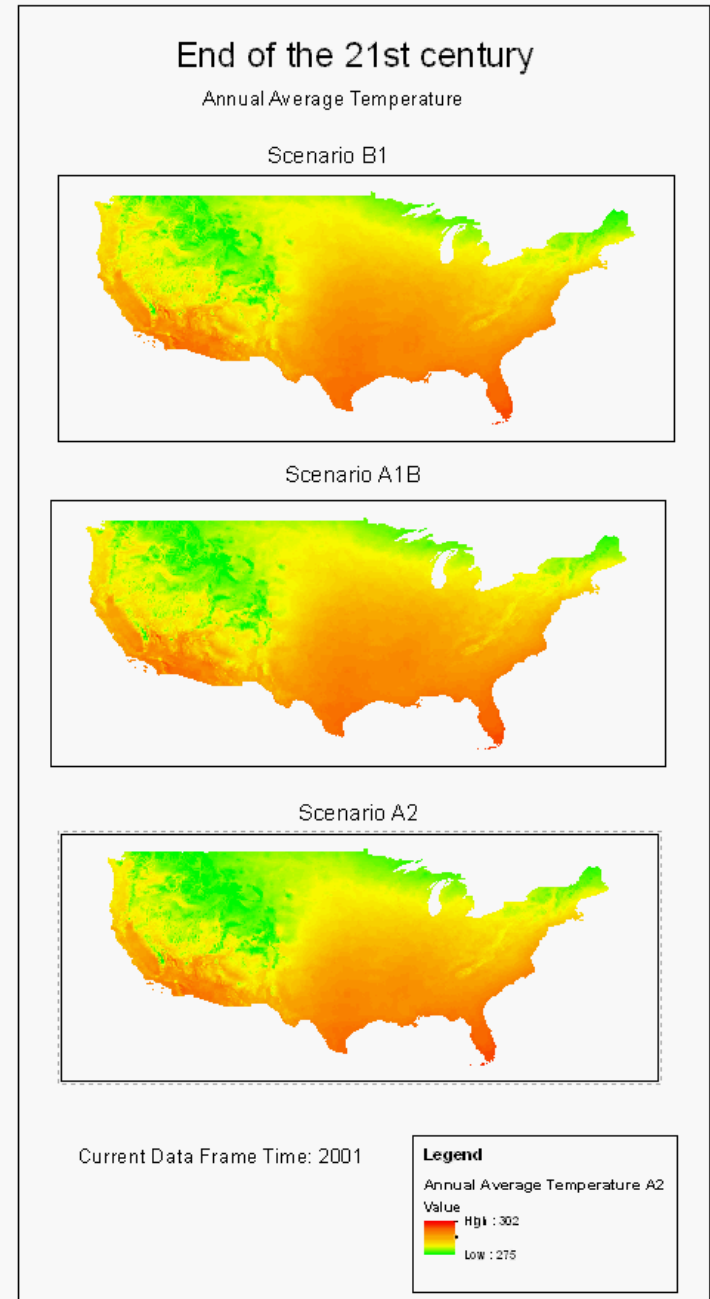 End of the 21st century
Annual Average Temperature
Scenario B1
Scenario A1B
Scenario A2
Current Data Frame Time: 2001
Legend
Annual Average Temperature A2
Value
High : 302
Low : 275